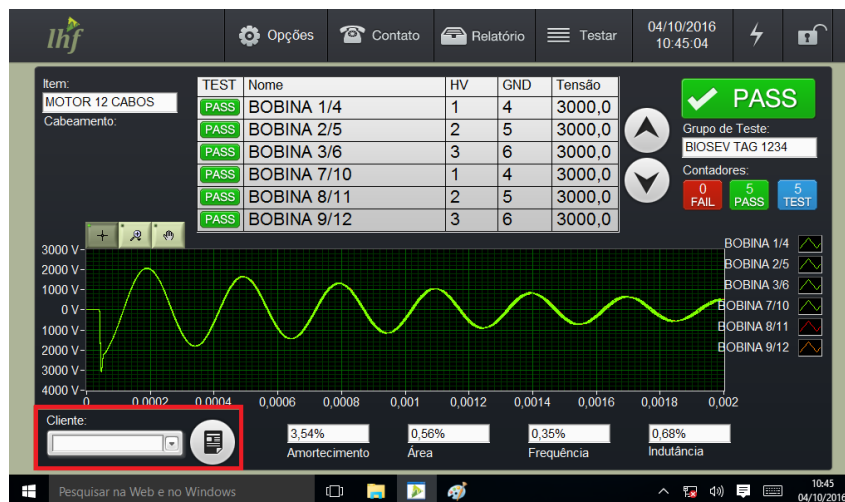 lhf
Opções
Contato
Relatório
Testar
04/10/2016
10:45:04
Item:
MOTOR 12 CABOS
Cabeamento:
TEST Nome HV GND Tensão
PASS BOBINA 1/4 1 4 3000,0
PASS BOBINA 2/5 2 5 3000,0
PASS BOBINA 3/6 3 6 3000,0
PASS BOBINA 7/10 1 4 3000,0
PASS BOBINA 8/11 2 5 3000,0
PASS BOBINA 9/12 3 6 3000,0
PASS
Grupo de Teste:
BIOSEV TAG 1234
Contadores:
0 FAIL
5 PASS
5 TEST
3000 V
2000 V
1000 V
0 V
1000 V
2000 V
3000 V
4000 V
0 0,0002 0,0004 0,0006 0,0008 0,001 0,0012 0,0014 0,0016 0,0018 0,002
BOBINA 1/4
BOBINA 2/5
BOBINA 3/6
BOBINA 7/10
BOBINA 8/11
BOBINA 9/12
Cliente:
3,54%
Amortecimento
0,56%
Área
0,35%
Frequência
0,68%
Indutância
Pesquisar na Web e no Windows
10:45
04/10/2016